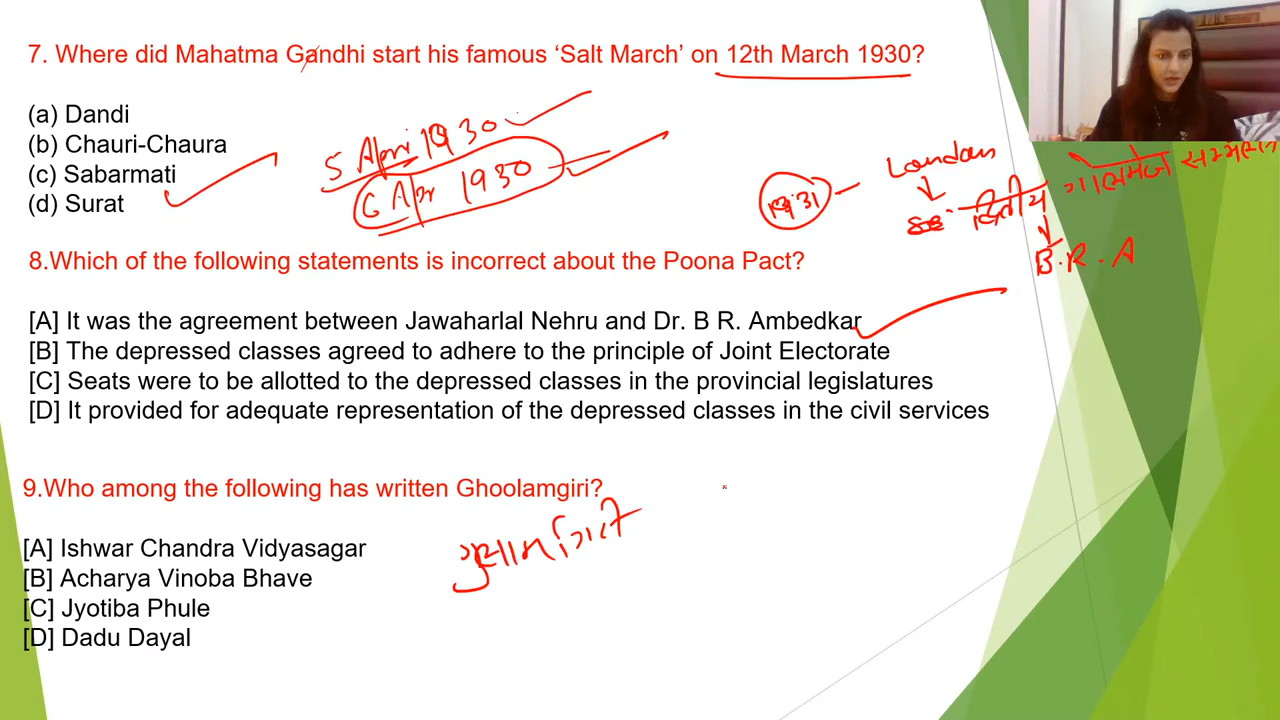 7. Where did Mahatma Gandhi start his famous ‘Salt March’ on 12th March 1930?
(a) Dandi
(b) Chauri-Chaura
(c) Sabarmati
(d) Surat
5 April 1930
6 Apr 1930
1931
London
द्वितीय गोलमेज सम्मेलन
B.R.A
8.Which of the following statements is incorrect about the Poona Pact?
[A] It was the agreement between Jawaharlal Nehru and Dr. B R. Ambedkar
[B] The depressed classes agreed to adhere to the principle of Joint Electorate
[C] Seats were to be allotted to the depressed classes in the provincial legislatures
[D] It provided for adequate representation of the depressed classes in the civil services
9.Who among the following has written Ghoolamgiri?
[A] Ishwar Chandra Vidyasagar
[B] Acharya Vinoba Bhave
[C] Jyotiba Phule
[D] Dadu Dayal
गुलामगिरी